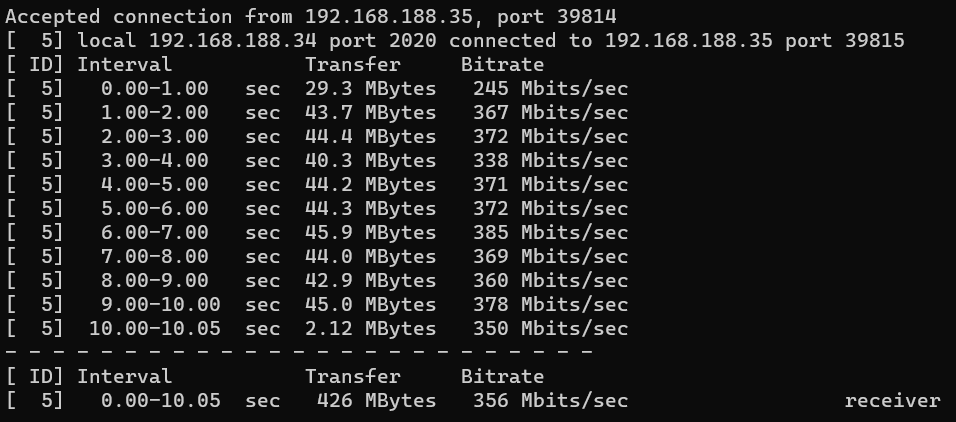 Accepted connection from 192.168.188.35, port 39814
[  5] local 192.168.188.34 port 2020 connected to 192.168.188.35 port 39815
[ ID] Interval           Transfer     Bitrate
[  5]   0.00-1.00   sec  29.3 MBytes   245 Mbits/sec
[  5]   1.00-2.00   sec  43.7 MBytes   367 Mbits/sec
[  5]   2.00-3.00   sec  44.4 MBytes   372 Mbits/sec
[  5]   3.00-4.00   sec  40.3 MBytes   338 Mbits/sec
[  5]   4.00-5.00   sec  44.2 MBytes   371 Mbits/sec
[  5]   5.00-6.00   sec  44.3 MBytes   372 Mbits/sec
[  5]   6.00-7.00   sec  45.9 MBytes   385 Mbits/sec
[  5]   7.00-8.00   sec  44.0 MBytes   369 Mbits/sec
[  5]   8.00-9.00   sec  42.9 MBytes   360 Mbits/sec
[  5]   9.00-10.00  sec  45.0 MBytes   378 Mbits/sec
[  5]  10.00-10.05  sec  2.12 MBytes   350 Mbits/sec
- - - - - - - - - - - - - - - - - - - - - - - - -
[ ID] Interval           Transfer     Bitrate
[  5]   0.00-10.05  sec   426 MBytes   356 Mbits/sec                  receiver